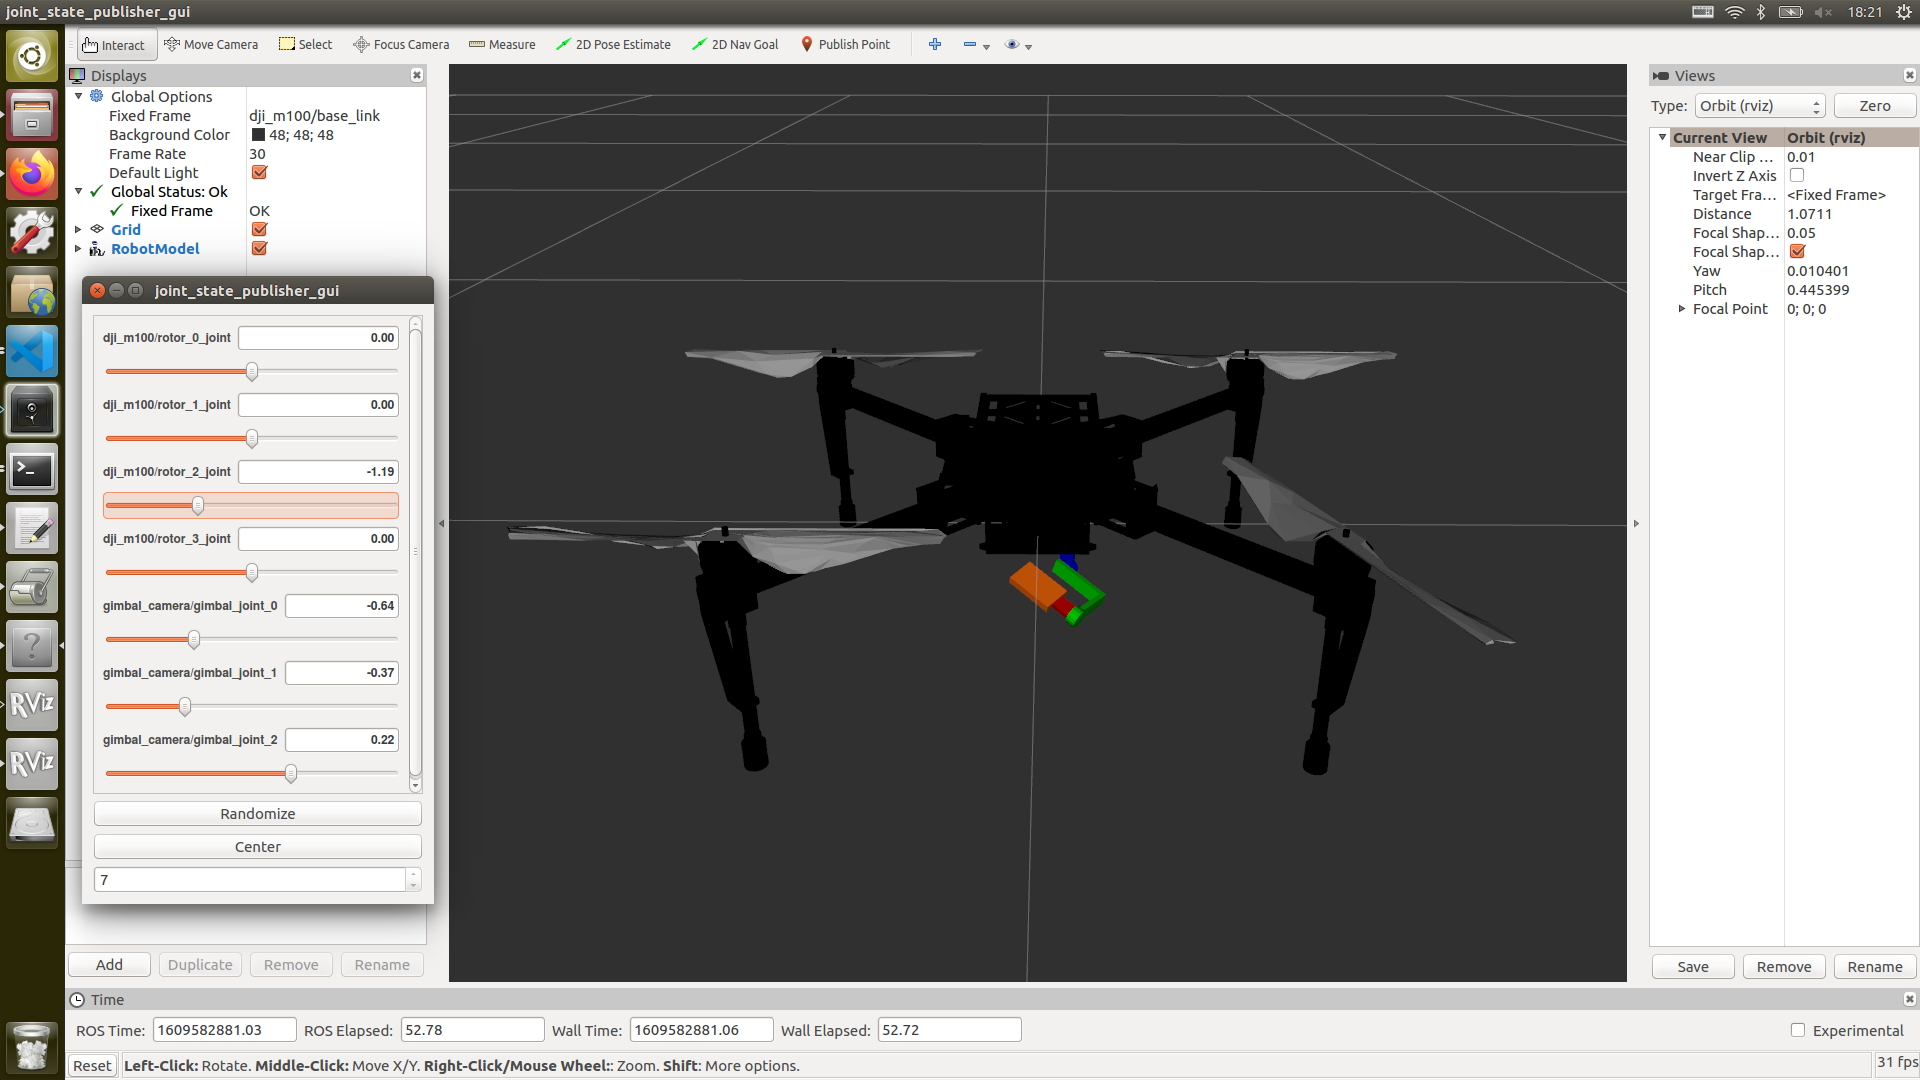 joint_state_publisher_gui
18:21
Interact Move Camera Select Focus Camera Measure 2D Pose Estimate 2D Nav Goal Publish Point
Displays
Global Options
Fixed Frame dji_m100/base_link
Background Color 48; 48; 48
Frame Rate 30
Default Light
Global Status: Ok
Fixed Frame OK
Grid
RobotModel
joint_state_publisher_gui
dji_m100/rotor_0_joint 0.00
dji_m100/rotor_1_joint 0.00
dji_m100/rotor_2_joint -1.19
dji_m100/rotor_3_joint 0.00
gimbal_camera/gimbal_joint_0 -0.64
gimbal_camera/gimbal_joint_1 -0.37
gimbal_camera/gimbal_joint_2 0.22
Randomize
Center
7
Add Duplicate Remove Rename
Views
Type: Orbit (rviz) Zero
Current View Orbit (rviz)
Near Clip ... 0.01
Invert Z Axis
Target Fra... <Fixed Frame>
Distance 1.0711
Focal Shap... 0.05
Focal Shap...
Yaw 0.010401
Pitch 0.445399
Focal Point 0; 0; 0
Save Remove Rename
RViz
RViz
Time
ROS Time: 1609582881.03 ROS Elapsed: 52.78 Wall Time: 1609582881.06 Wall Elapsed: 52.72 Experimental
Reset Left-Click: Rotate. Middle-Click: Move X/Y. Right-Click/Mouse Wheel:: Zoom. Shift: More options. 31 fps